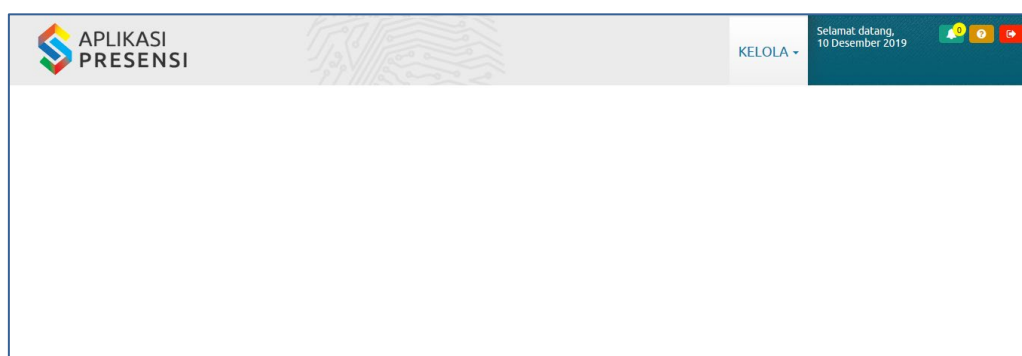 APLIKASI
PRESENSI
KELOLA
Selamat datang,
10 Desember 2019
0
?